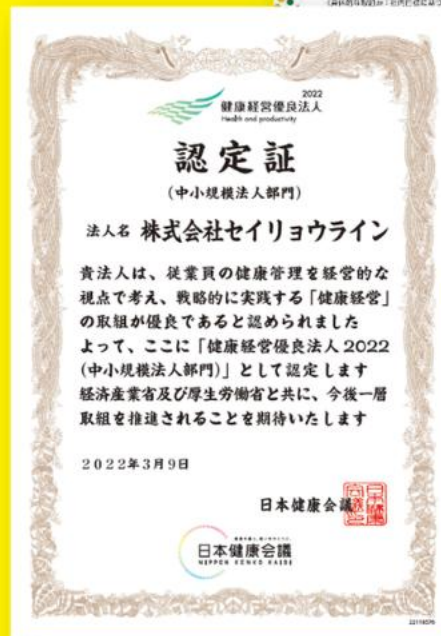 2022
健康経営優良法人
Health and productivity
認定証
(中小規模法人部門)
法人名 株式会社セイリョウライン
貴法人は、従業員の健康管理を経営的な
視点で考え、戦略的に実践する「健康経営」
の取組が優良であると認められました
よって、ここに「健康経営優良法人2022
(中小規模法人部門)」として認定します
経済産業省及び厚生労働省と共に、今後一層
取組を推進されることを期待いたします
2022年3月9日
日本健康会議
日本健康会議
NIPPON KENKO KAIGI